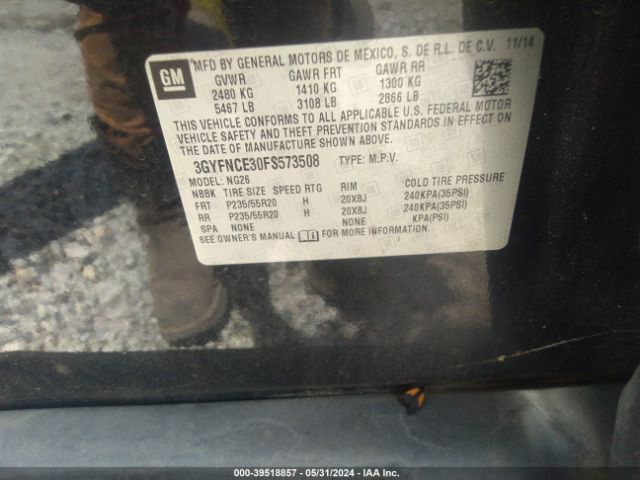 GM
MFD BY GENERAL MOTORS DE MEXICO, S. DE R.L. DE C.V. 11/14
GVWR GAWR FRT GAWR RR
2480 KG 1410 KG 1300 KG
5467 LB 3108 LB 2866 LB
THIS VEHICLE CONFORMS TO ALL APPLICABLE U.S. FEDERAL MOTOR
VEHICLE SAFETY AND THEFT PREVENTION STANDARDS IN EFFECT ON
THE DATE OF MANUFACTURE SHOWN ABOVE.
3GYFNCE30FS573508 TYPE: M.P.V.
MODEL: NG26
NBBK TIRE SIZE SPEED RTG RIM COLD TIRE PRESSURE
FRT P235/55R20 H 20X8J 240KPA(35PSI)
RR P235/55R20 H 20X8J 240KPA(35PSI)
SPA NONE NONE KPA(PSI)
SEE OWNER'S MANUAL FOR MORE INFORMATION.
000-39518857 - 05/31/2024 - IAA Inc.